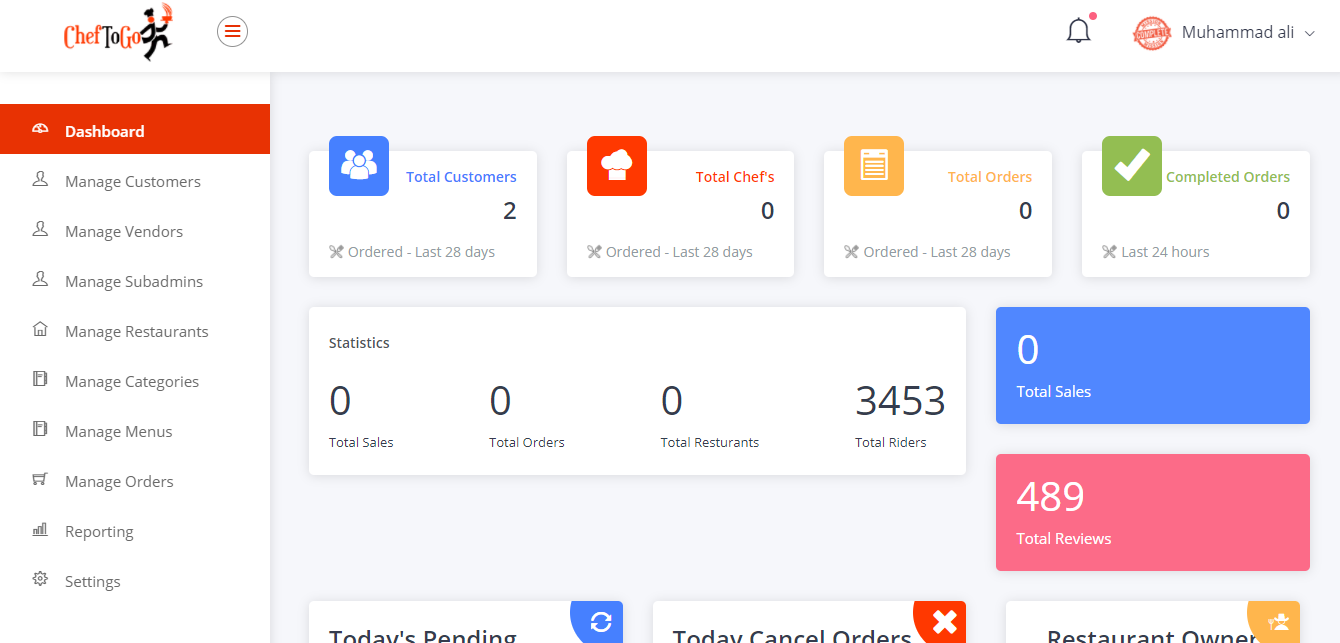 ChefToGo
Muhammad ali
COMPLETE
Dashboard
Manage Customers
Manage Vendors
Manage Subadmins
Manage Restaurants
Manage Categories
Manage Menus
Manage Orders
Reporting
Settings
Total Customers
2
Ordered - Last 28 days
Total Chef's
0
Ordered - Last 28 days
Total Orders
0
Ordered - Last 28 days
Completed Orders
0
Last 24 hours
Statistics
0
Total Sales
0
Total Orders
0
Total Resturants
3453
Total Riders
0
Total Sales
489
Total Reviews
Today's Pending
Today Cancel Orders
Restaurant Owner